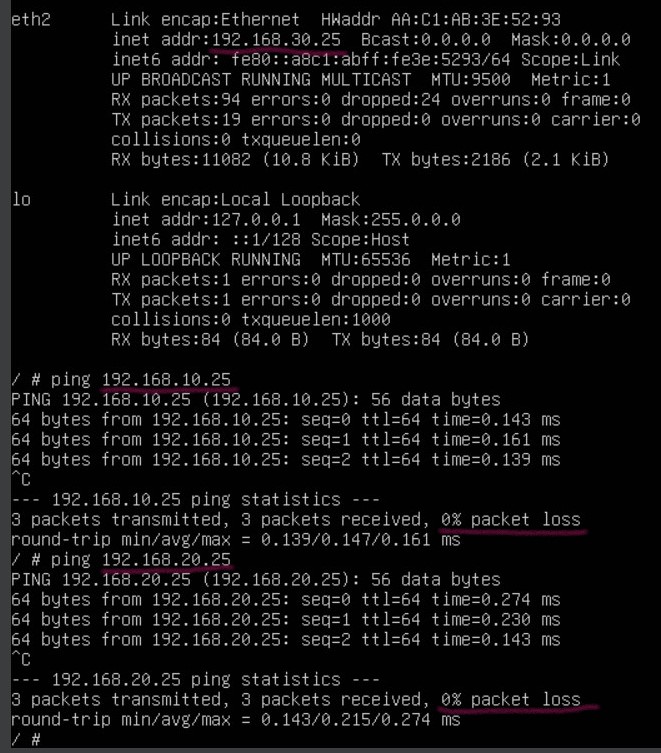 eth2 Link encap:Ethernet HWaddr AA:C1:AB:3E:52:93
inet addr:192.168.30.25 Bcast:0.0.0.0 Mask:0.0.0.0
inet6 addr: fe80::a8c1:abff:fe3e:5293/64 Scope:Link
UP BROADCAST RUNNING MULTICAST MTU:9500 Metric:1
RX packets:94 errors:0 dropped:24 overruns:0 frame:0
TX packets:19 errors:0 dropped:0 overruns:0 carrier:0
collisions:0 txqueuelen:0
RX bytes:11082 (10.8 KiB) TX bytes:2186 (2.1 KiB)
lo Link encap:Local Loopback
inet addr:127.0.0.1 Mask:255.0.0.0
inet6 addr: ::1/128 Scope:Host
UP LOOPBACK RUNNING MTU:65536 Metric:1
RX packets:1 errors:0 dropped:0 overruns:0 frame:0
TX packets:1 errors:0 dropped:0 overruns:0 carrier:0
collisions:0 txqueuelen:1000
RX bytes:84 (84.0 B) TX bytes:84 (84.0 B)
/ # ping 192.168.10.25
PING 192.168.10.25 (192.168.10.25): 56 data bytes
64 bytes from 192.168.10.25: seq=0 ttl=64 time=0.143 ms
64 bytes from 192.168.10.25: seq=1 ttl=64 time=0.161 ms
64 bytes from 192.168.10.25: seq=2 ttl=64 time=0.139 ms
^C
--- 192.168.10.25 ping statistics ---
3 packets transmitted, 3 packets received, 0% packet loss
round-trip min/avg/max = 0.139/0.147/0.161 ms
/ # ping 192.168.20.25
PING 192.168.20.25 (192.168.20.25): 56 data bytes
64 bytes from 192.168.20.25: seq=0 ttl=64 time=0.274 ms
64 bytes from 192.168.20.25: seq=1 ttl=64 time=0.230 ms
64 bytes from 192.168.20.25: seq=2 ttl=64 time=0.143 ms
^C
--- 192.168.20.25 ping statistics ---
3 packets transmitted, 3 packets received, 0% packet loss
round-trip min/avg/max = 0.143/0.215/0.274 ms
/ #